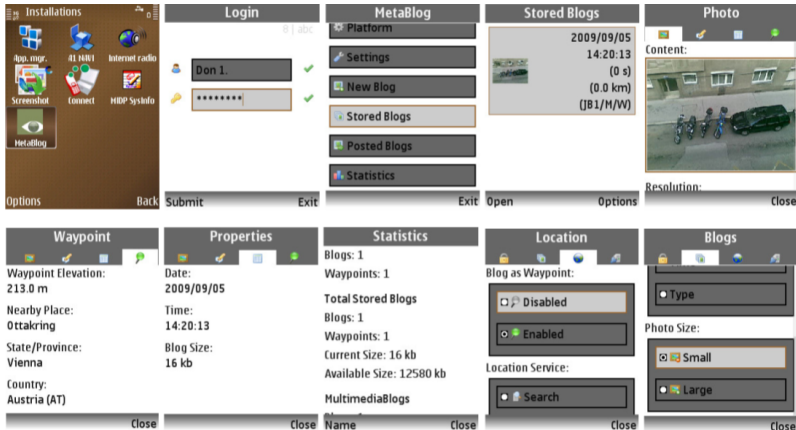 Installations
App. mgr.
41 NiWi
Internet radio
Screenshot
Connect
MIDP SysInfo
MetaBlog
Options
Back
Login
8 | abc
Don 1.
********
Submit
Exit
MetaBlog
Platform
Settings
New Blog
Stored Blogs
Posted Blogs
Statistics
Exit
Stored Blogs
2009/09/05
14:20:13
(0 s)
(0.0 km)
(JB1/M/W)
Open
Options
Photo
Content:
Resolution:
Close
Waypoint
Waypoint Elevation:
213.0 m
Nearby Place:
Ottakring
State/Province:
Vienna
Country:
Austria (AT)
Close
Properties
Date:
2009/09/05
Time:
14:20:13
Blog Size:
16 kb
Close
Statistics
Blogs: 1
Waypoints: 1
Total Stored Blogs
Blogs: 1
Waypoints: 1
Current Size: 16 kb
Available Size: 12580 kb
MultimediaBlogs
Name
Close
Location
Blog as Waypoint:
Disabled
Enabled
Location Service:
Search
Close
Blogs
Type
Photo Size:
Small
Large
Close